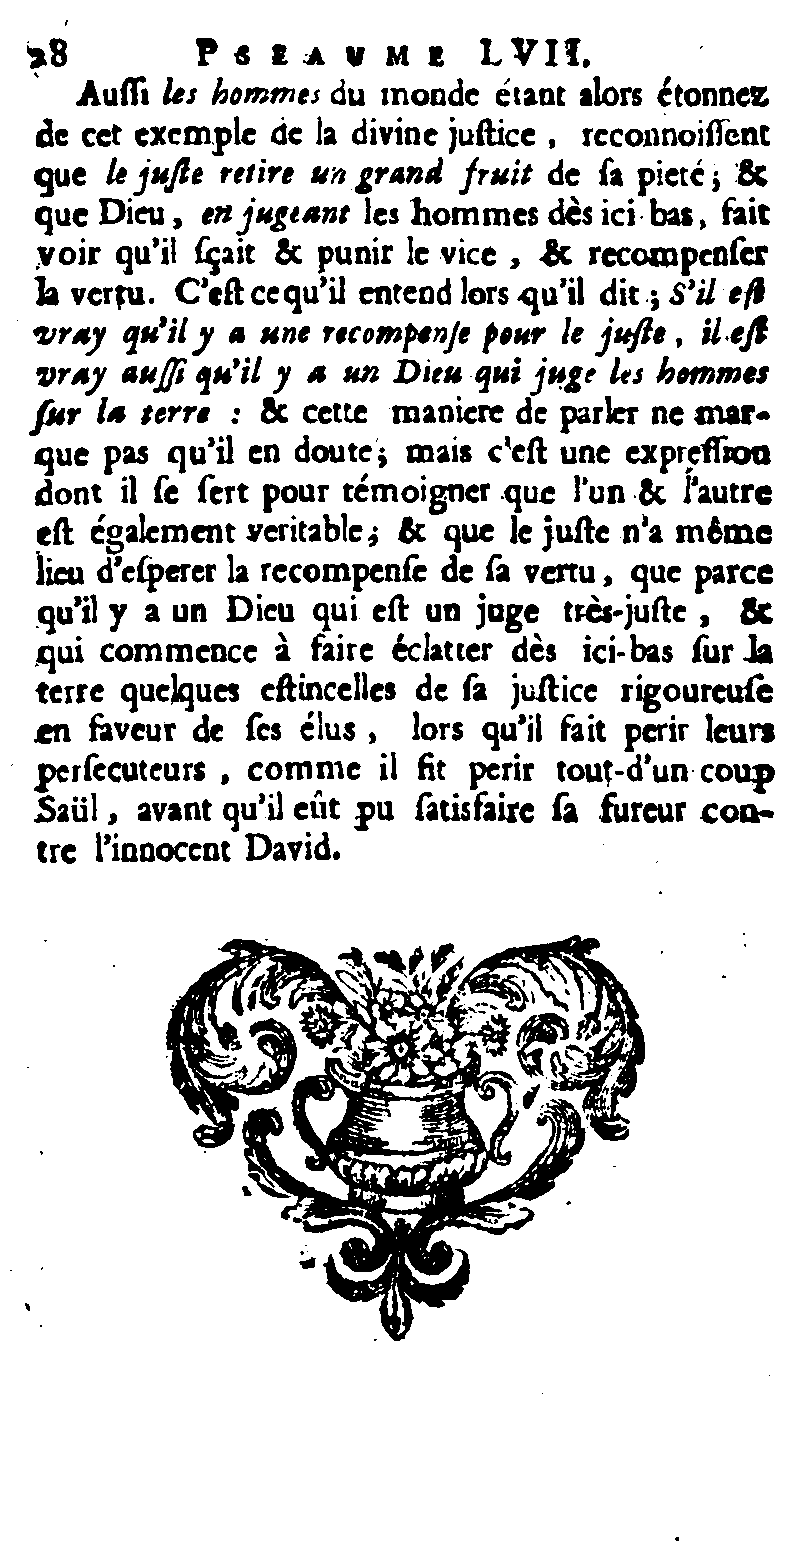 28 PSEAUME LVII.
Auſſi les hommes du monde étant alors étonnez
de cet exemple de la divine juſtice, reconnoiſſent
que le juſte retire un grand fruit de ſa pieté; &
que Dieu, en jugeant les hommes dès ici bas, fait
voir qu'il ſçait & punir le vice, & recompenſer
la vertu. C'eſt ce qu'il entend lors qu'il dit; S'il eſt
vray qu'il y a une recompenſe pour le juſte, il eſt
vray auſſi qu'il y a un Dieu qui juge les hommes
ſur la terre : & cette maniere de parler ne mar-
que pas qu'il en doute; mais c'eſt une expreſſion
dont il ſe ſert pour témoigner que l'un & l'autre
eſt également veritable; & que le juſte n'a même
lieu d'eſperer la recompenſe de ſa vertu, que parce
qu'il y a un Dieu qui eſt un juge très-juſte, &
qui commence à faire éclatter dès ici-bas ſur la
terre quelques eſtincelles de ſa juſtice rigoureuſe
en faveur de ſes élus, lors qu'il fait perir leurs
perſecuteurs, comme il fit perir tout-d'un coup
Saül, avant qu'il eût pu ſatisfaire ſa fureur con-
tre l'innocent David.